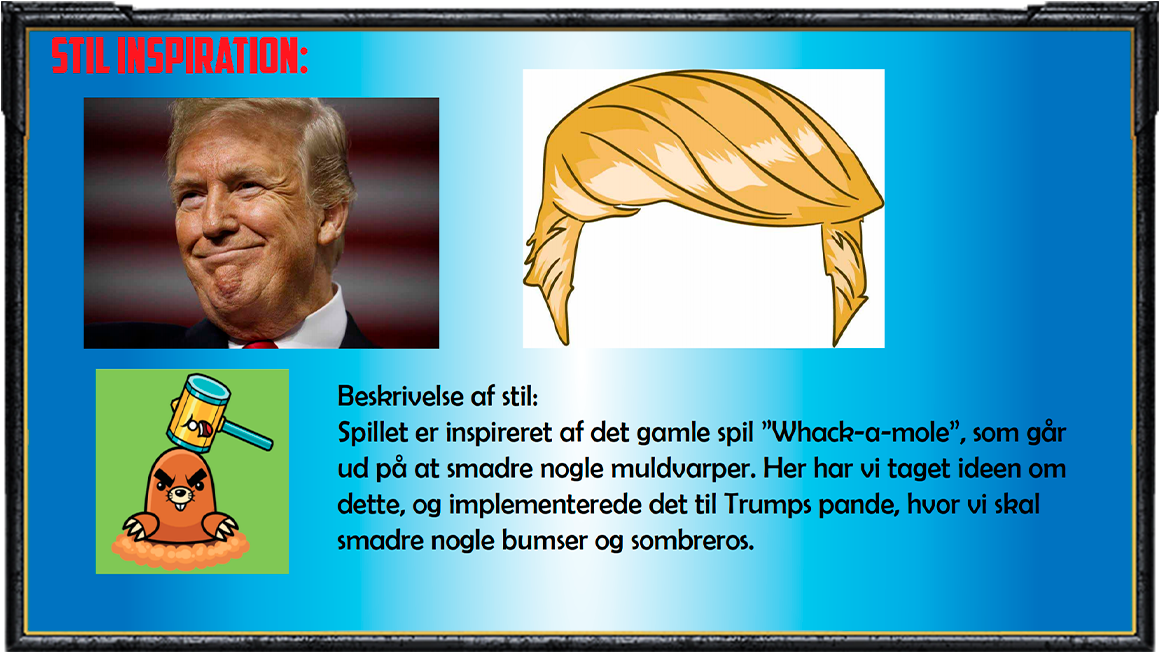 STIL INSPIRATION:
Beskrivelse af stil:
Spillet er inspireret af det gamle spil ”Whack-a-mole”, som går
ud på at smadre nogle muldvarper. Her har vi taget ideen om
dette, og implementerede det til Trumps pande, hvor vi skal
smadre nogle bumser og sombreros.